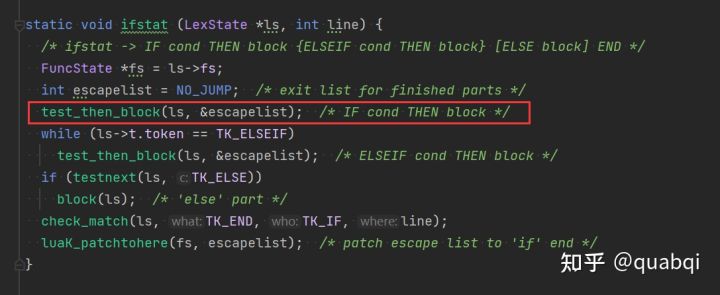 static void ifstat (LexState *ls, int line) {
/* ifstat -> IF cond THEN block {ELSEIF cond THEN block} [ELSE block] END */
FuncState *fs = ls->fs;
int escapelist = NO_JUMP; /* exit list for finished parts */
test_then_block(ls, &escapelist); /* IF cond THEN block */
while (ls->t.token == TK_ELSEIF)
test_then_block(ls, &escapelist); /* ELSEIF cond THEN block */
if (testnext(ls, c: TK_ELSE))
block(ls); /* 'else' part */
check_match(ls, what: TK_END, who: TK_IF, where: line);
luaK_patchtohere(fs, escapelist); /* patch escape list to 'if' end */
}
知乎 @quabqi